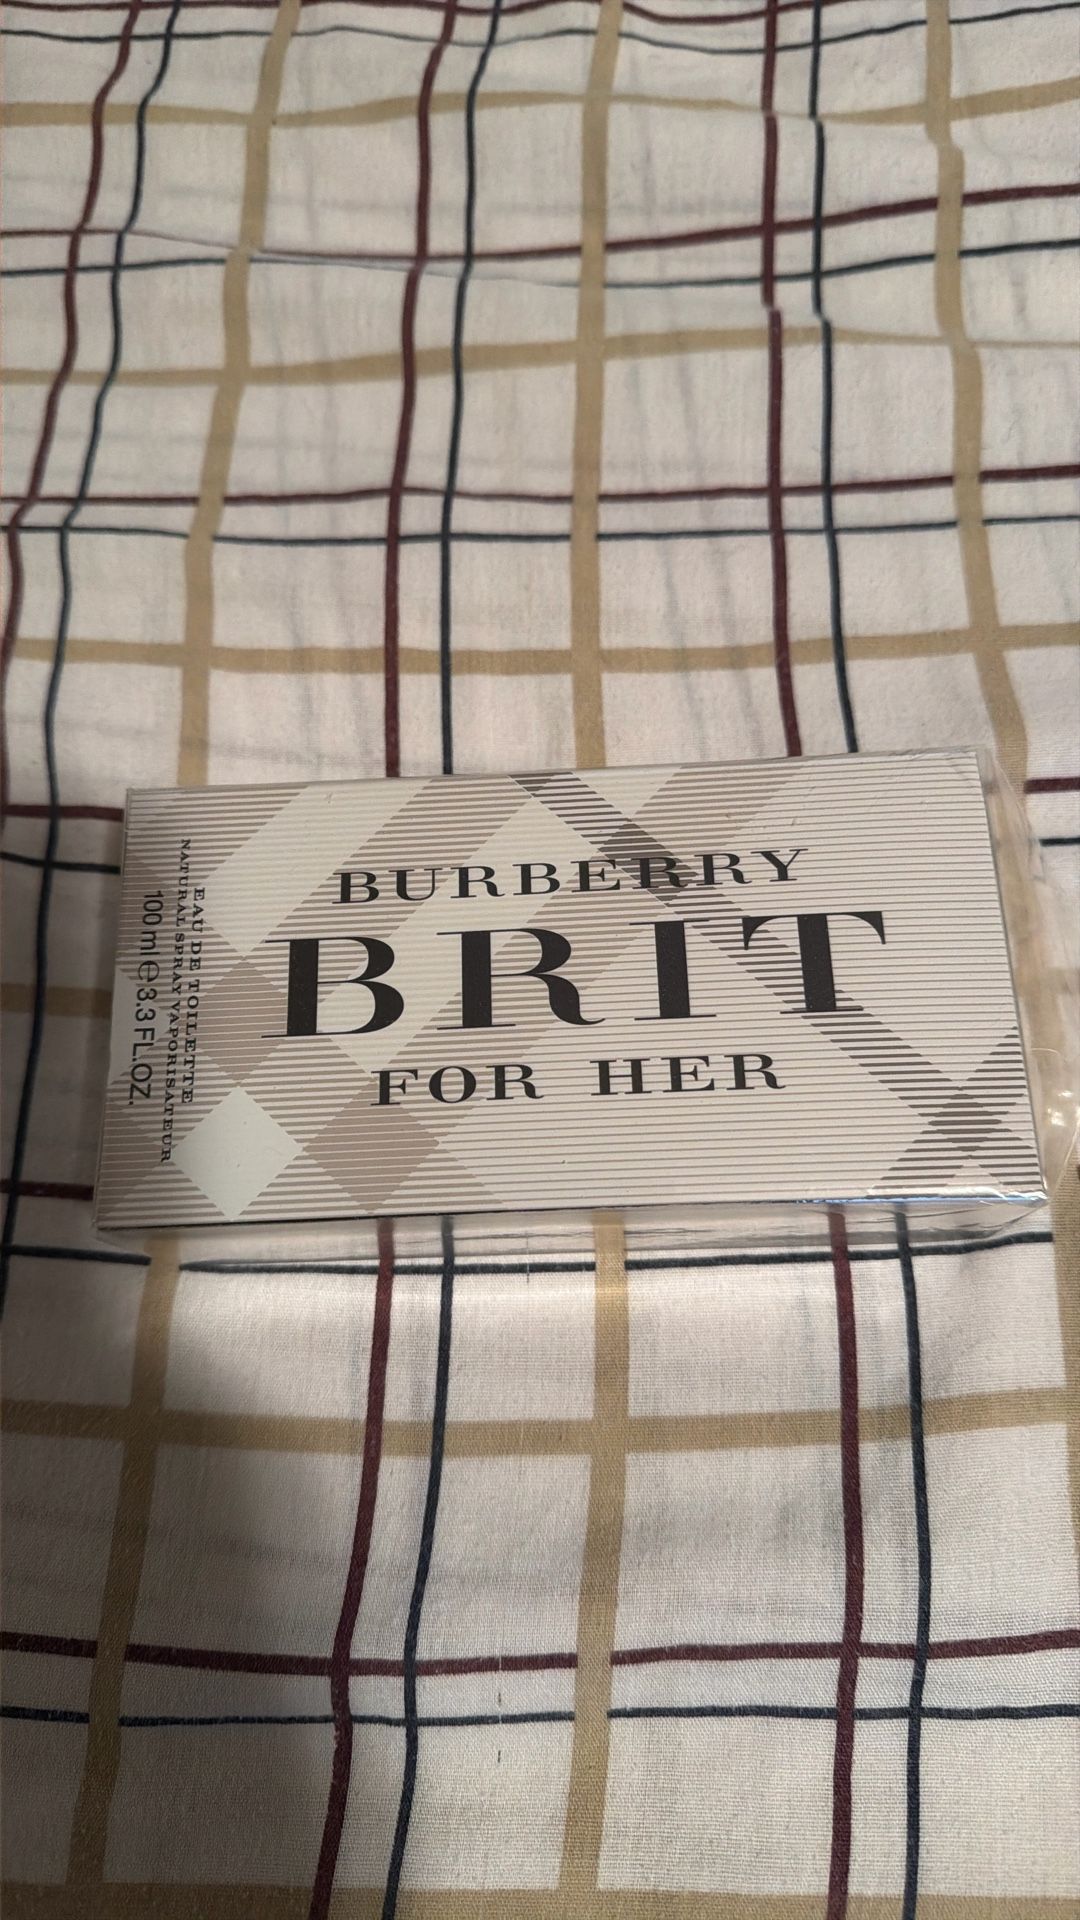 BURBERRY
BRIT
FOR HER
EAU DE TOILETTE
NATURAL SPRAY VAPORISATEUR
100 ml e 3.3 FL.OZ.